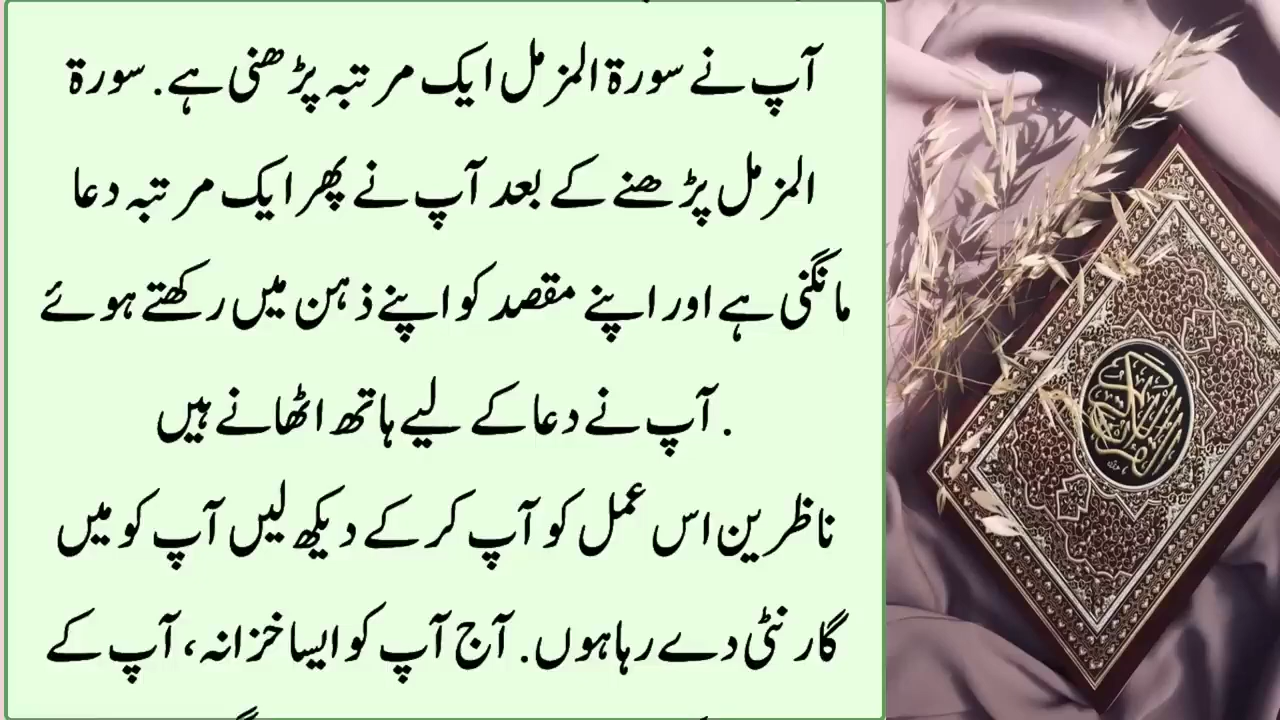 آپ نے سورۃ المزمل ایک مرتبہ پڑھنی ہے. سورۃ
المزمل پڑھنے کے بعد آپ نے پھر ایک مرتبہ دعا
مانگنی ہے اور اپنے مقصد کو اپنے ذہن میں رکھتے ہوئے
. آپ نے دعا کے لیے ہاتھ اٹھانے ہیں
ناظرین اس عمل کو آپ کر کے دیکھ لیں آپ کو میں
گارنٹی دے رہا ہوں. آج آپ کو ایسا خزانہ، آپ کے
القرآن الكريم